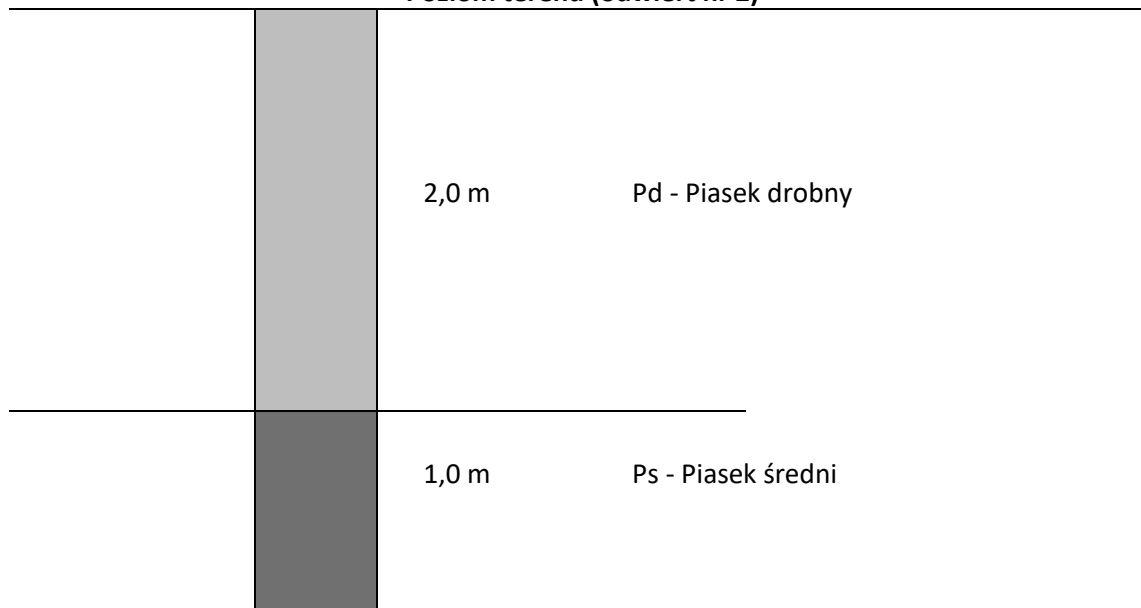 2,0 m Pd - Piasek drobny
1,0 m Ps - Piasek średni